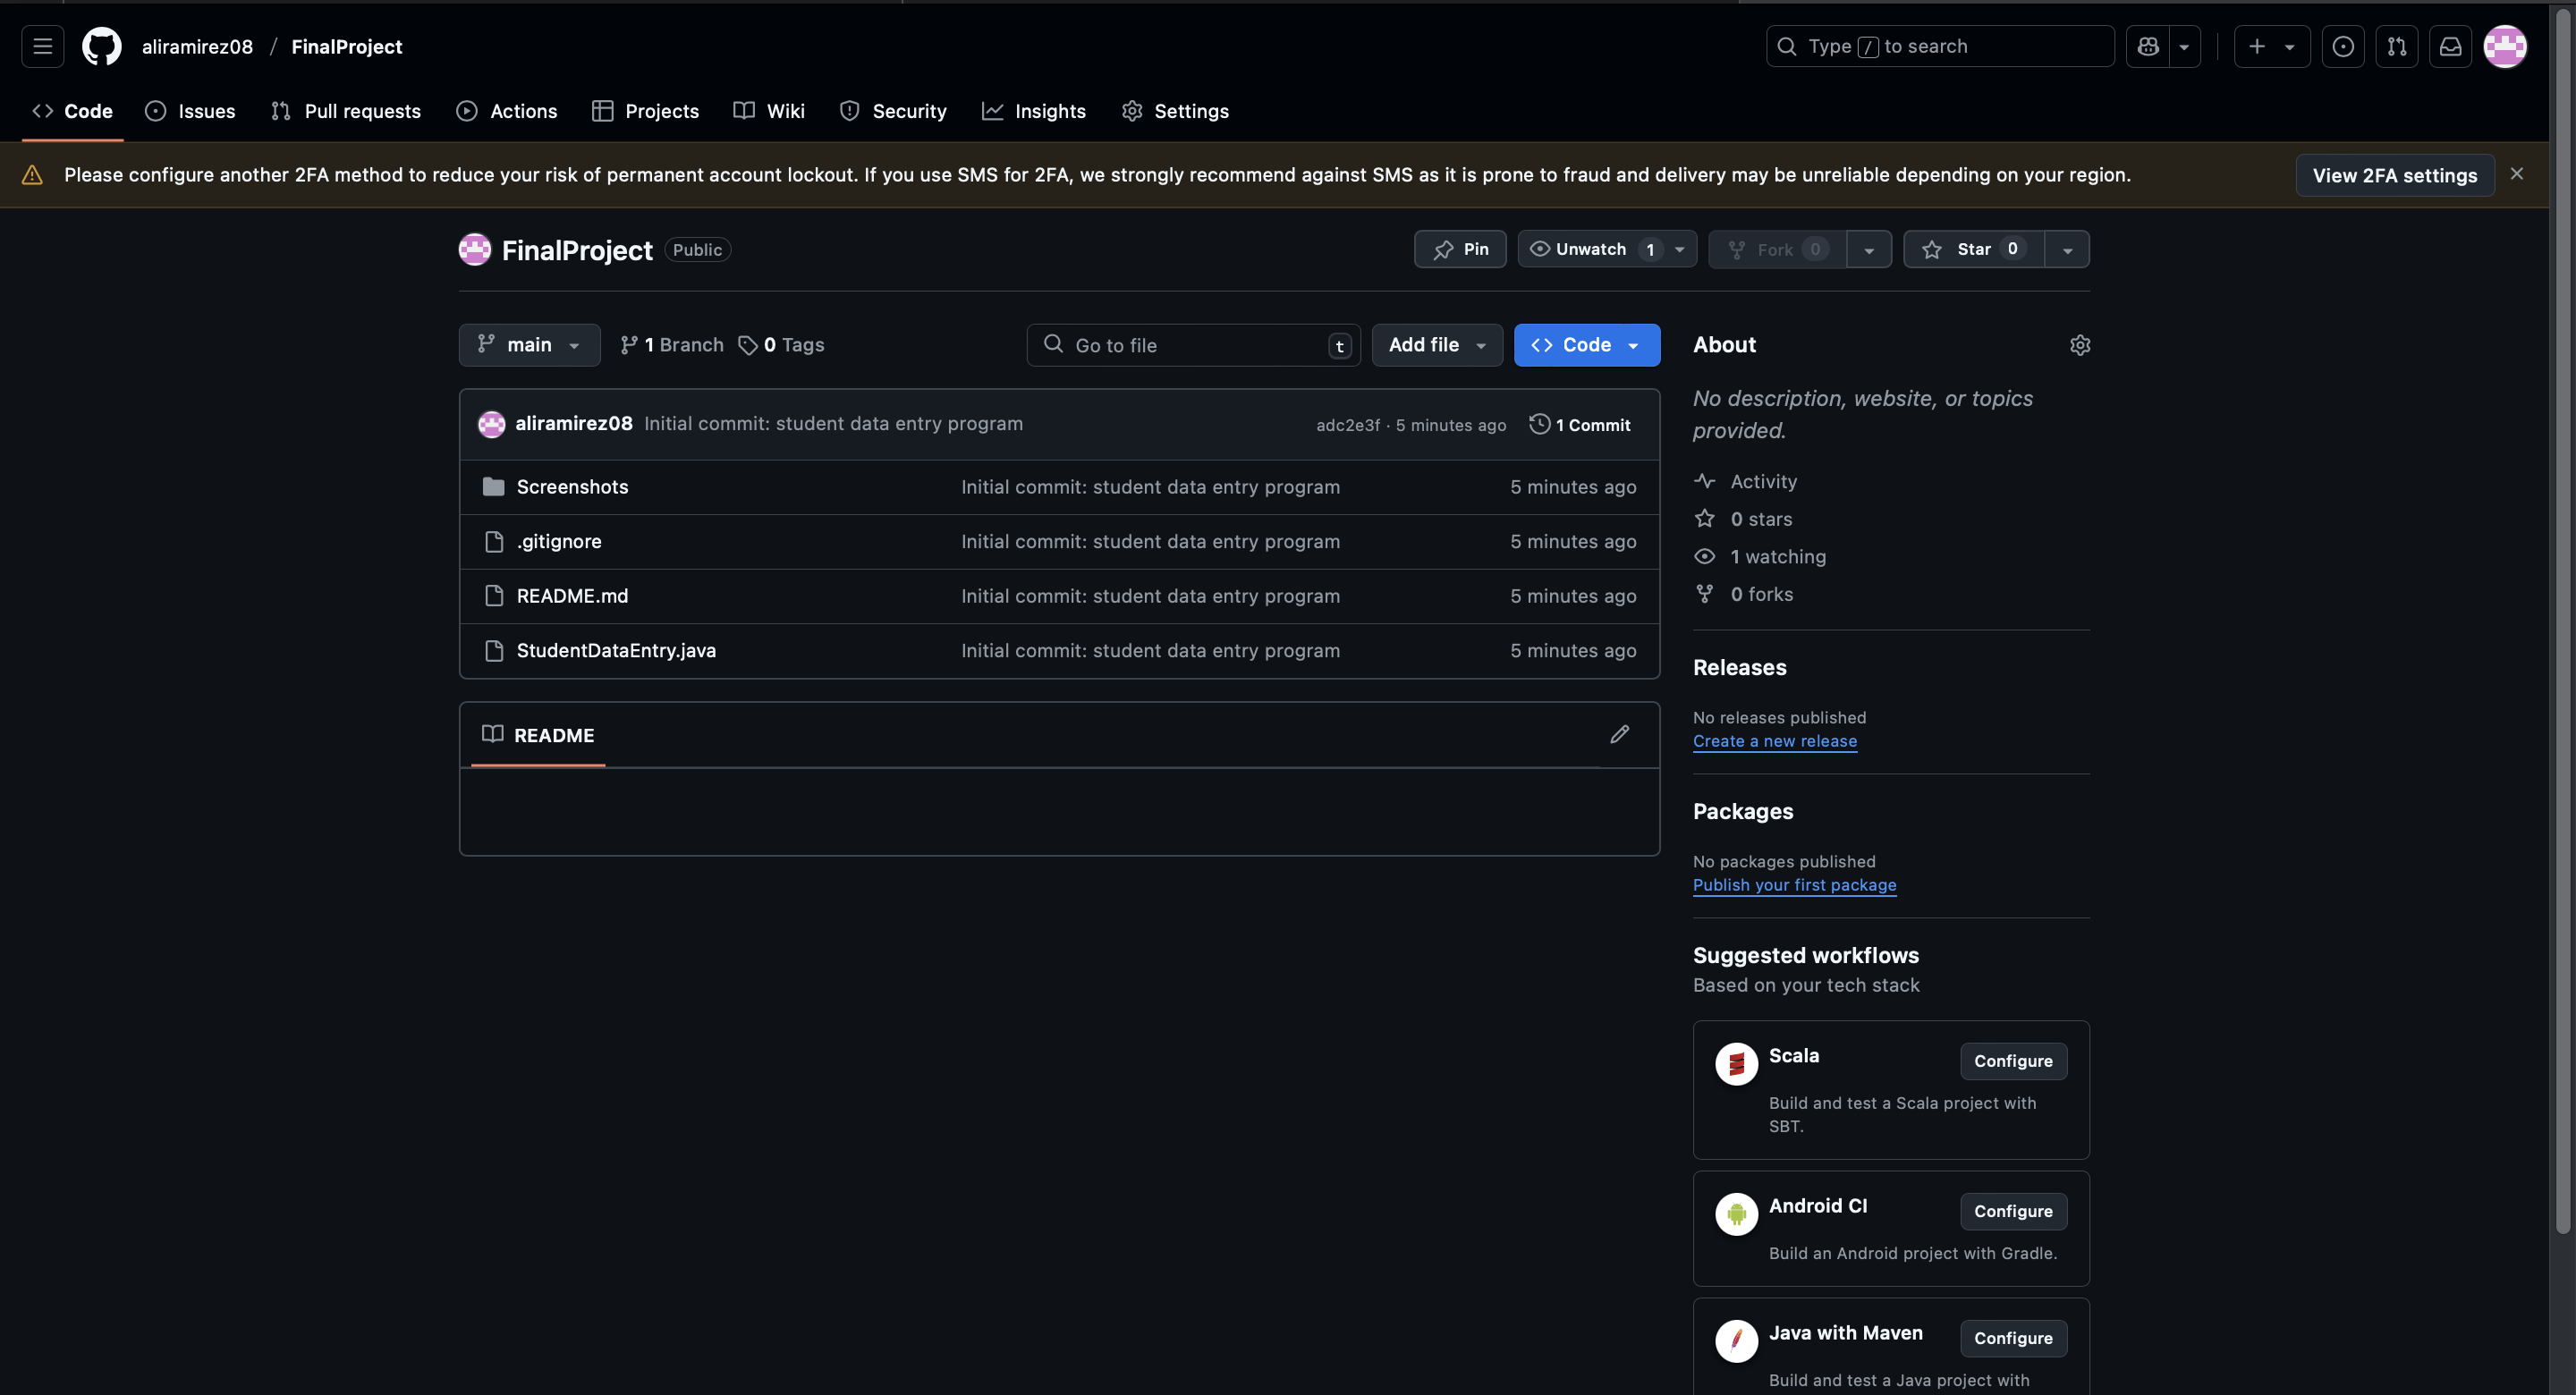 aliramirez08 / FinalProject
Type / to search
Code Issues Pull requests Actions Projects Wiki Security Insights Settings
Please configure another 2FA method to reduce your risk of permanent account lockout. If you use SMS for 2FA, we strongly recommend against SMS as it is prone to fraud and delivery may be unreliable depending on your region.
View 2FA settings
FinalProject Public
Pin
Unwatch 1
Fork 0
Star 0
main
1 Branch
0 Tags
Go to file t
Add file
Code
aliramirez08 Initial commit: student data entry program adc2e3f · 5 minutes ago 1 Commit
Screenshots Initial commit: student data entry program 5 minutes ago
.gitignore Initial commit: student data entry program 5 minutes ago
README.md Initial commit: student data entry program 5 minutes ago
StudentDataEntry.java Initial commit: student data entry program 5 minutes ago
README
About
No description, website, or topics
provided.
Activity
0 stars
1 watching
0 forks
Releases
No releases published
Create a new release
Packages
No packages published
Publish your first package
Suggested workflows
Based on your tech stack
Scala
Configure
Build and test a Scala project with
SBT.
Android CI
Configure
Build an Android project with Gradle.
Java with Maven
Configure
Build and test a Java project with